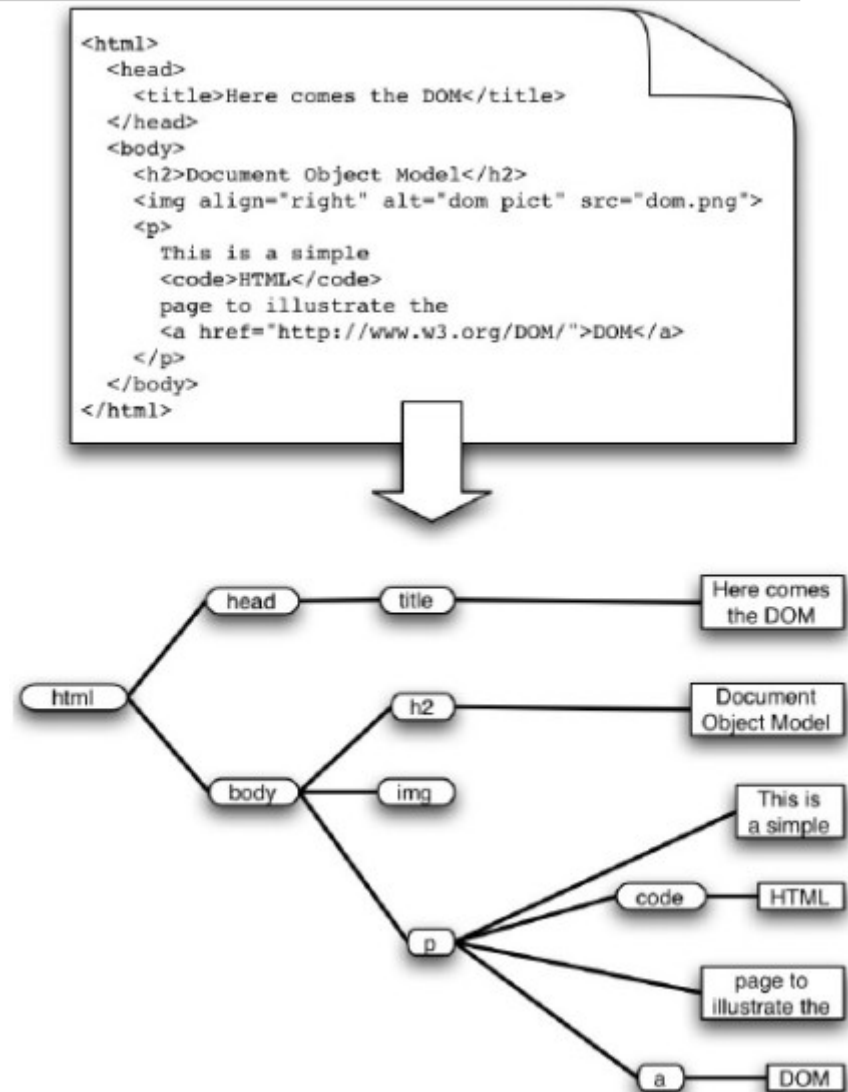 <html>
<head>
<title>Here comes the DOM</title>
</head>
<body>
<h2>Document Object Model</h2>
<img align="right" alt="dom pict" src="dom.png">
<p>
This is a simple
<code>HTML</code>
page to illustrate the
<a href="http://www.w3.org/DOM/">DOM</a>
</p>
</body>
</html>
head
title
Here comes
the DOM
html
h2
Document
Object Model
body
img
This is
a simple
code
HTML
p
page to
illustrate the
a
DOM